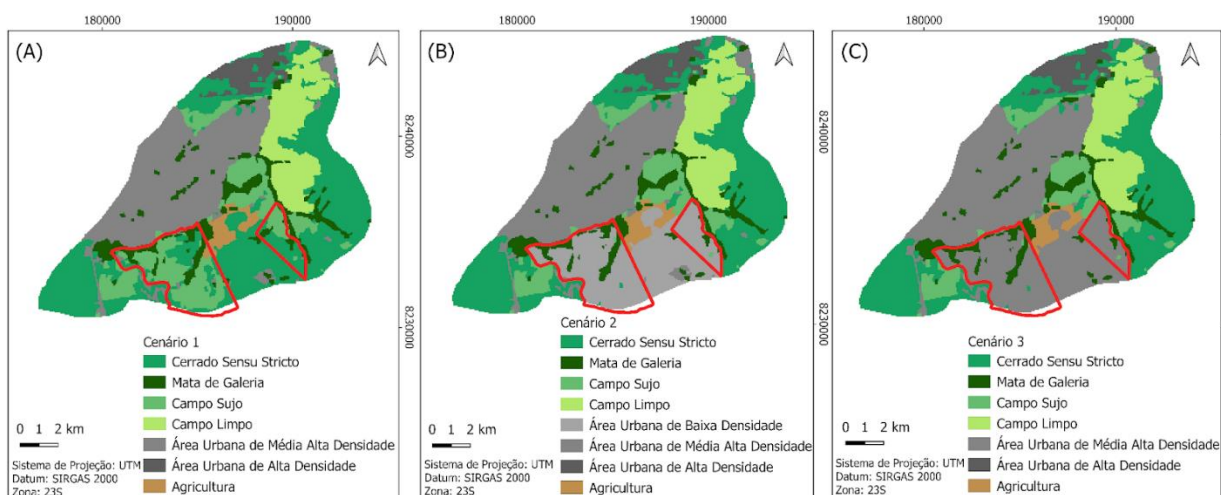 180000
190000
(A)
8240000
8230000
Cenário 1
Cerrado Sensu Stricto
Mata de Galeria
Campo Sujo
Campo Limpo
Área Urbana de Média Alta Densidade
Área Urbana de Alta Densidade
Agricultura
0 1 2 km
Sistema de Projeção: UTM
Datum: SIRGAS 2000
Zona: 23S
180000
190000
(B)
8240000
8230000
Cenário 2
Cerrado Sensu Stricto
Mata de Galeria
Campo Sujo
Campo Limpo
Área Urbana de Baixa Densidade
Área Urbana de Média Alta Densidade
Área Urbana de Alta Densidade
Agricultura
0 1 2 km
Sistema de Projeção: UTM
Datum: SIRGAS 2000
Zona: 23S
180000
190000
(C)
Cenário 3
Cerrado Sensu Stricto
Mata de Galeria
Campo Sujo
Campo Limpo
Área Urbana Média Alta Densidade
Área Urbana de Alta Densidade
Agricultura
0 1 2 km
Sistema de Projeção: UTM
Datum: SIRGAS 2000
Zona: 23S